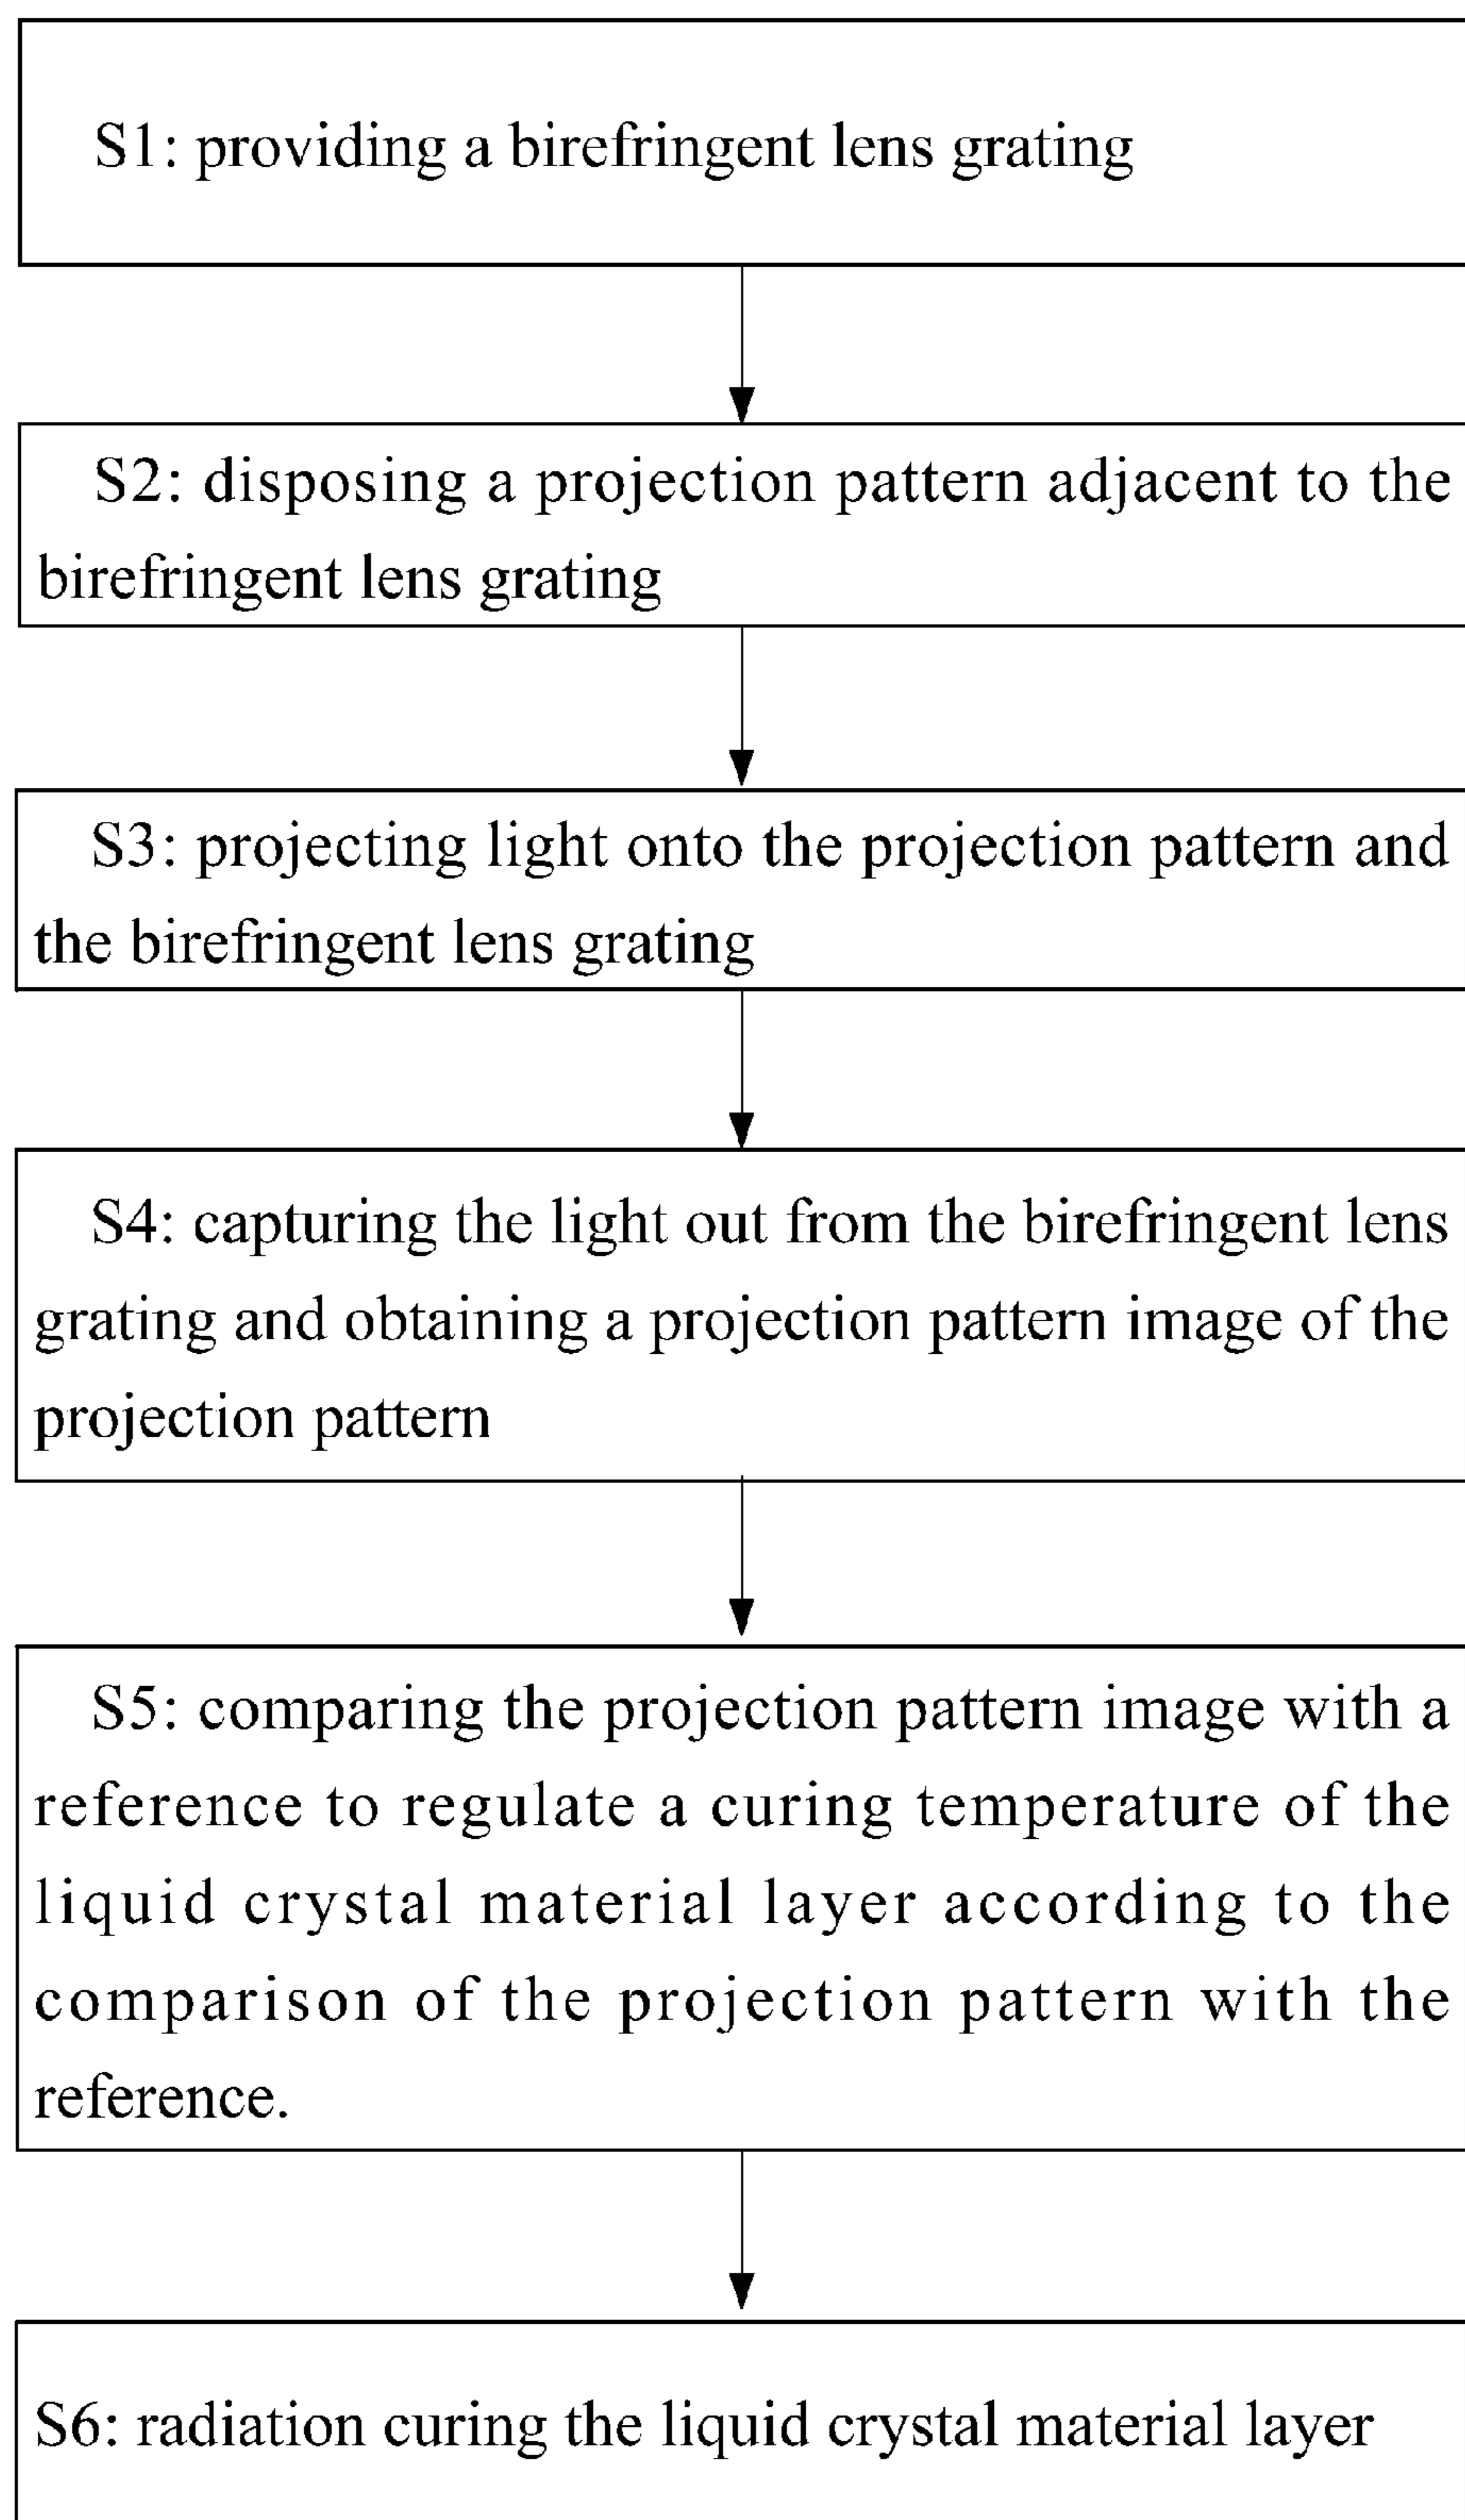 S1: providing a birefringent lens grating
S2: disposing a projection pattern adjacent to the
birefringent lens grating
S3: projecting light onto the projection pattern and
the birefringent lens grating
S4: capturing the light out from the birefringent lens
grating and obtaining a projection pattern image of the
projection pattern
S5: comparing the projection pattern image with a
reference to regulate a curing temperature of the
liquid crystal material layer according to the
comparison of the projection pattern with the
reference.
S6: radiation curing the liquid crystal material layer